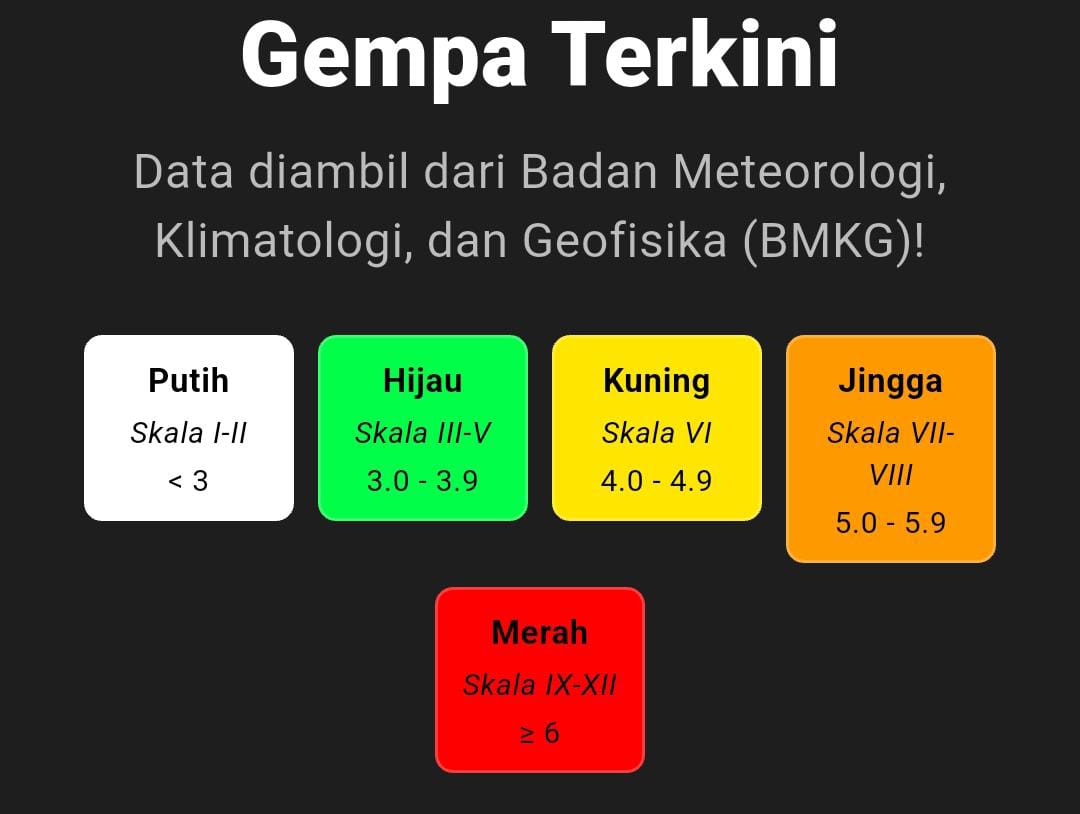 Gempa Terkini
Data diambil dari Badan Meteorologi,
Klimatologi, dan Geofisika (BMKG)!
Putih
Skala I-II
< 3
Hijau
Skala III-V
3.0 - 3.9
Kuning
Skala VI
4.0 - 4.9
Jingga
Skala VII-
VIII
5.0 - 5.9
Merah
Skala IX-XII
≥ 6